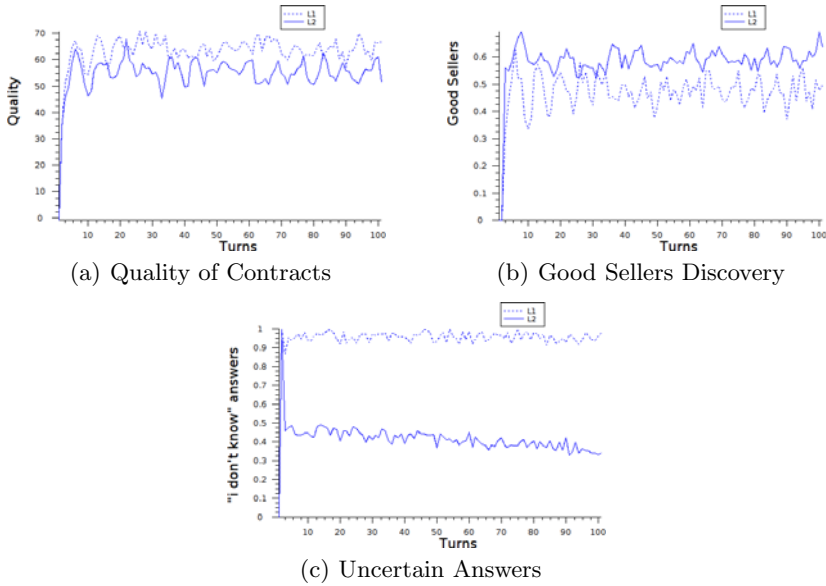 L1
L2
70
60
50
40
30
20
10
0
Quality
10 20 30 40 50 60 70 80 90 100
Turns
(a) Quality of Contracts
L1
L2
0.6
0.5
0.4
0.3
0.2
0.1
0
Good Sellers
10 20 30 40 50 60 70 80 90 100
Turns
(b) Good Sellers Discovery
L1
L2
1
0.9
0.8
0.7
0.6
0.5
0.4
0.3
0.2
0.1
0
"i don't know" answers
10 20 30 40 50 60 70 80 90 100
Turns
(c) Uncertain Answers